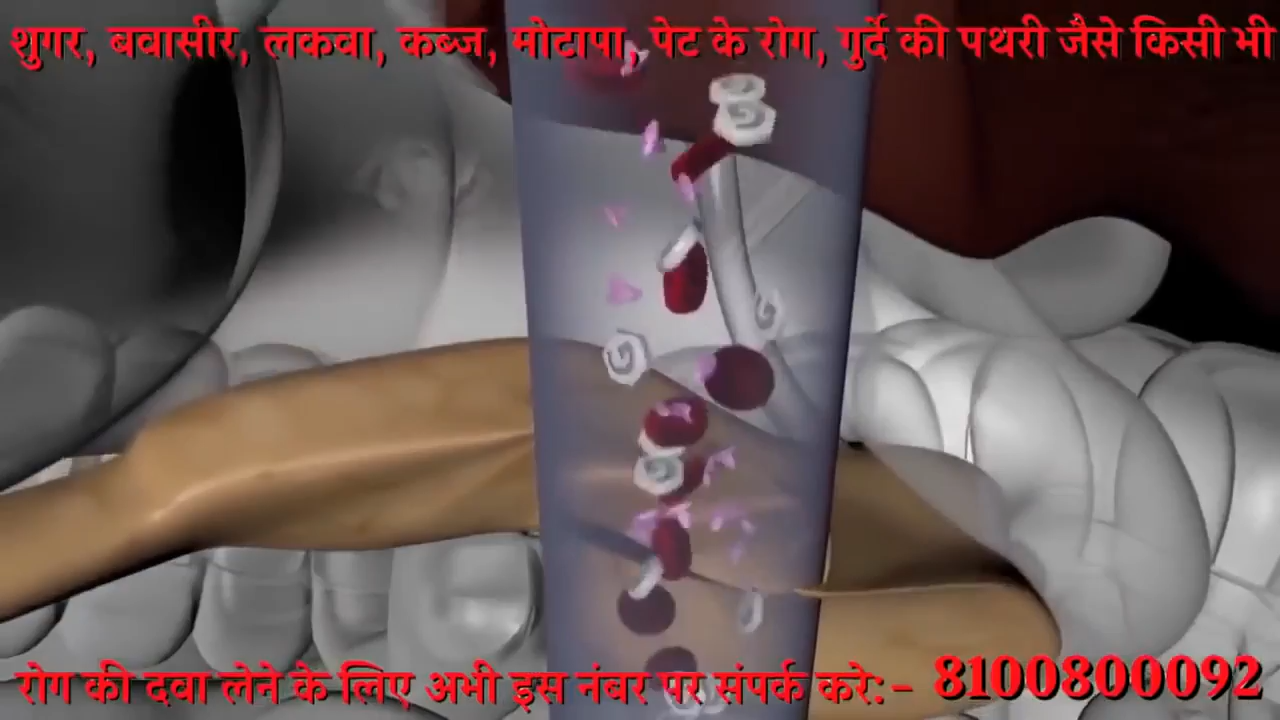 शुगर, बवासीर, लकवा, कब्ज, मोटापा, पेट के रोग, गुर्दे की पथरी जैसे किसी भी
रोग की दवा लेने के लिए अभी इस नंबर पर संपर्क करे:- 8100800092